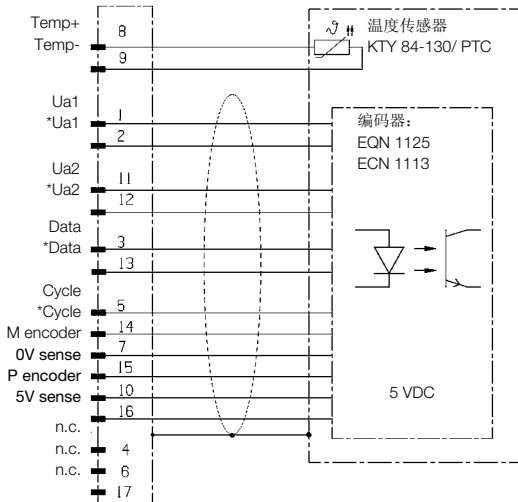 Temp+ 8 温度传感器
Temp- KTY 84-130/ PTC
9
Ua1
*Ua1 1 编码器：
2 EQN 1125
ECN 1113
Ua2
*Ua2 11
12
Data
*Data 3
13
Cycle
*Cycle 5
M encoder 14
0V sense 7
P encoder 15
5V sense 10 5 VDC
16
n.c.
n.c. 4
n.c. 6
17